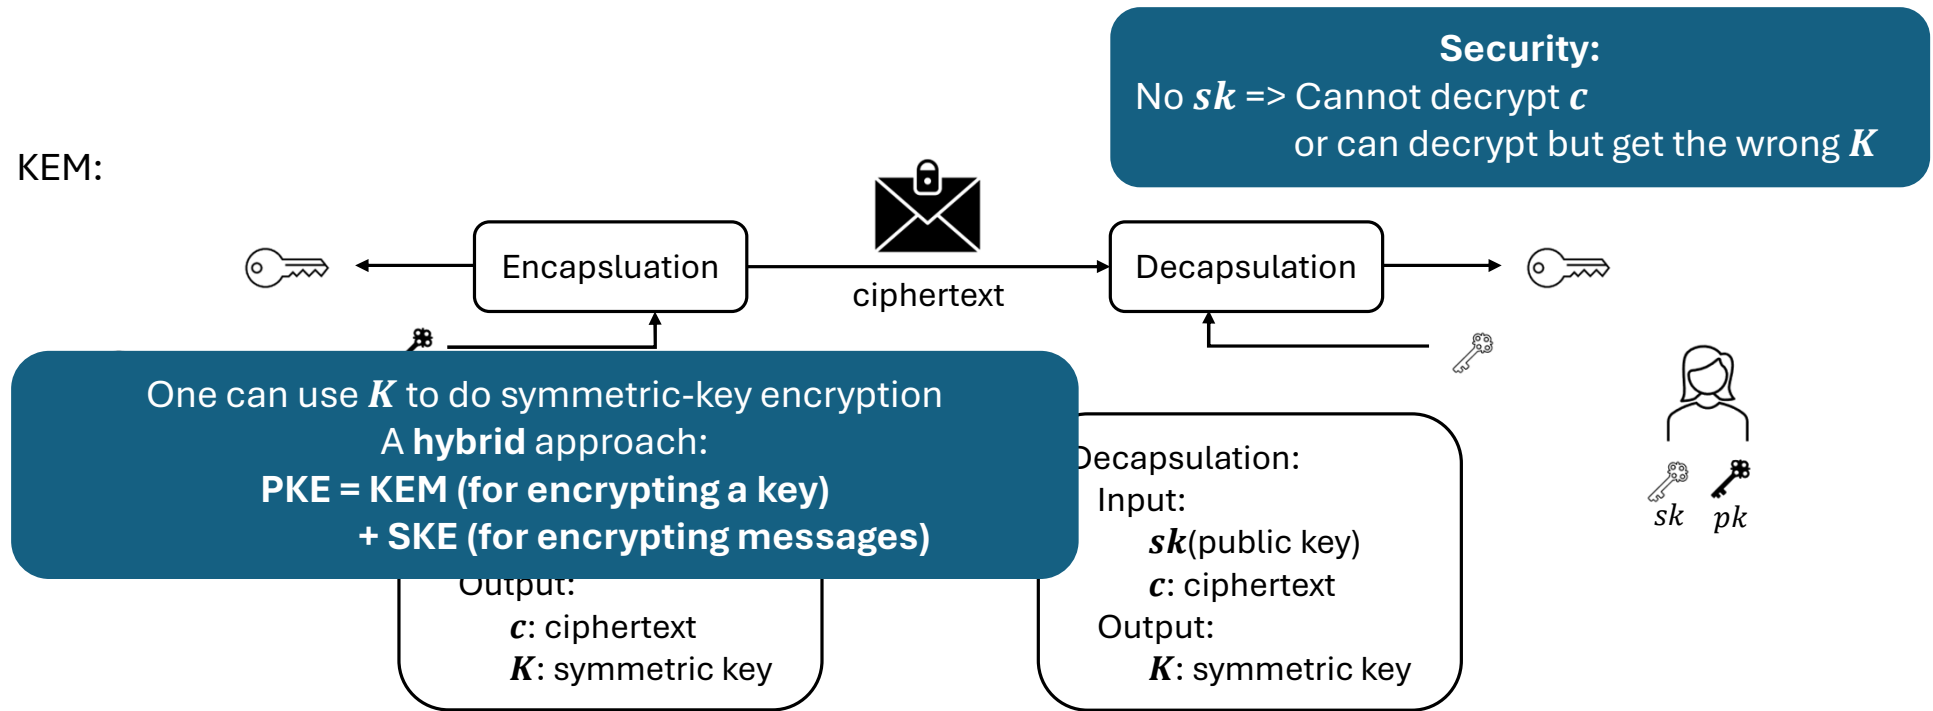 Security:
No sk => Cannot decrypt c
or can decrypt but get the wrong K
KEM:
Encapsluation
ciphertext
Decapsulation
One can use K to do symmetric-key encryption
A hybrid approach:
PKE = KEM (for encrypting a key)
+ SKE (for encrypting messages)
Output:
c: ciphertext
K: symmetric key
Decapsulation:
Input:
sk(public key)
c: ciphertext
Output:
K: symmetric key
sk pk